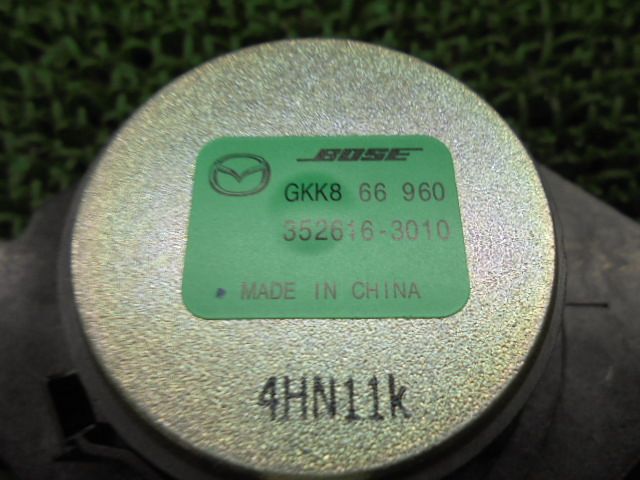 BOSE
GKK8 66 960
352616-3010
MADE IN CHINA
4HN11k